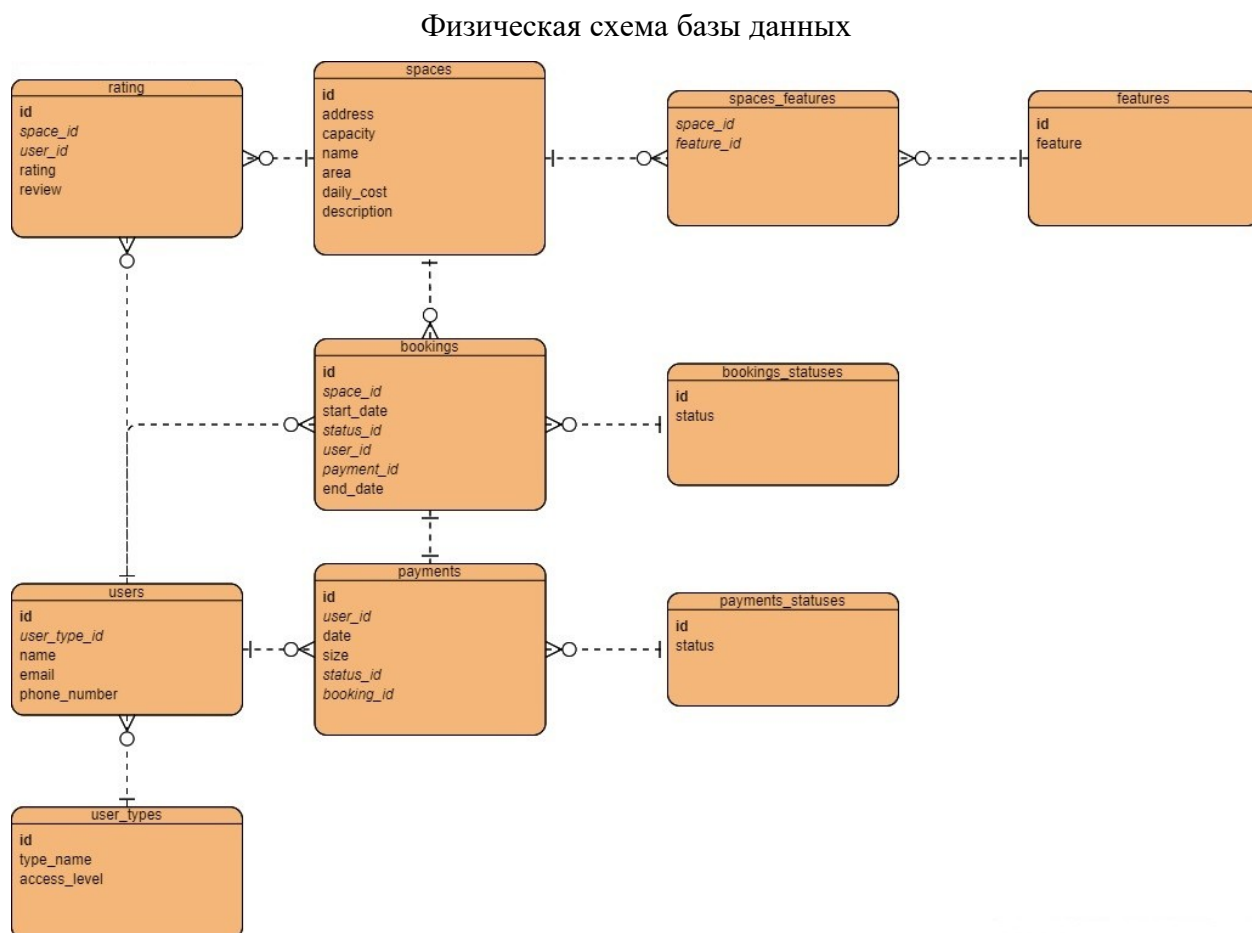 Физическая схема базы данных
rating
id
space_id
user_id
rating
review
spaces
id
address
capacity
name
area
daily_cost
description
spaces_features
space_id
feature_id
features
id
feature
bookings
id
space_id
start_date
status_id
user_id
payment_id
end_date
bookings_statuses
id
status
users
id
user_type_id
name
email
phone_number
payments
id
user_id
date
size
status_id
booking_id
payments_statuses
id
status
user_types
id
type_name
access_level